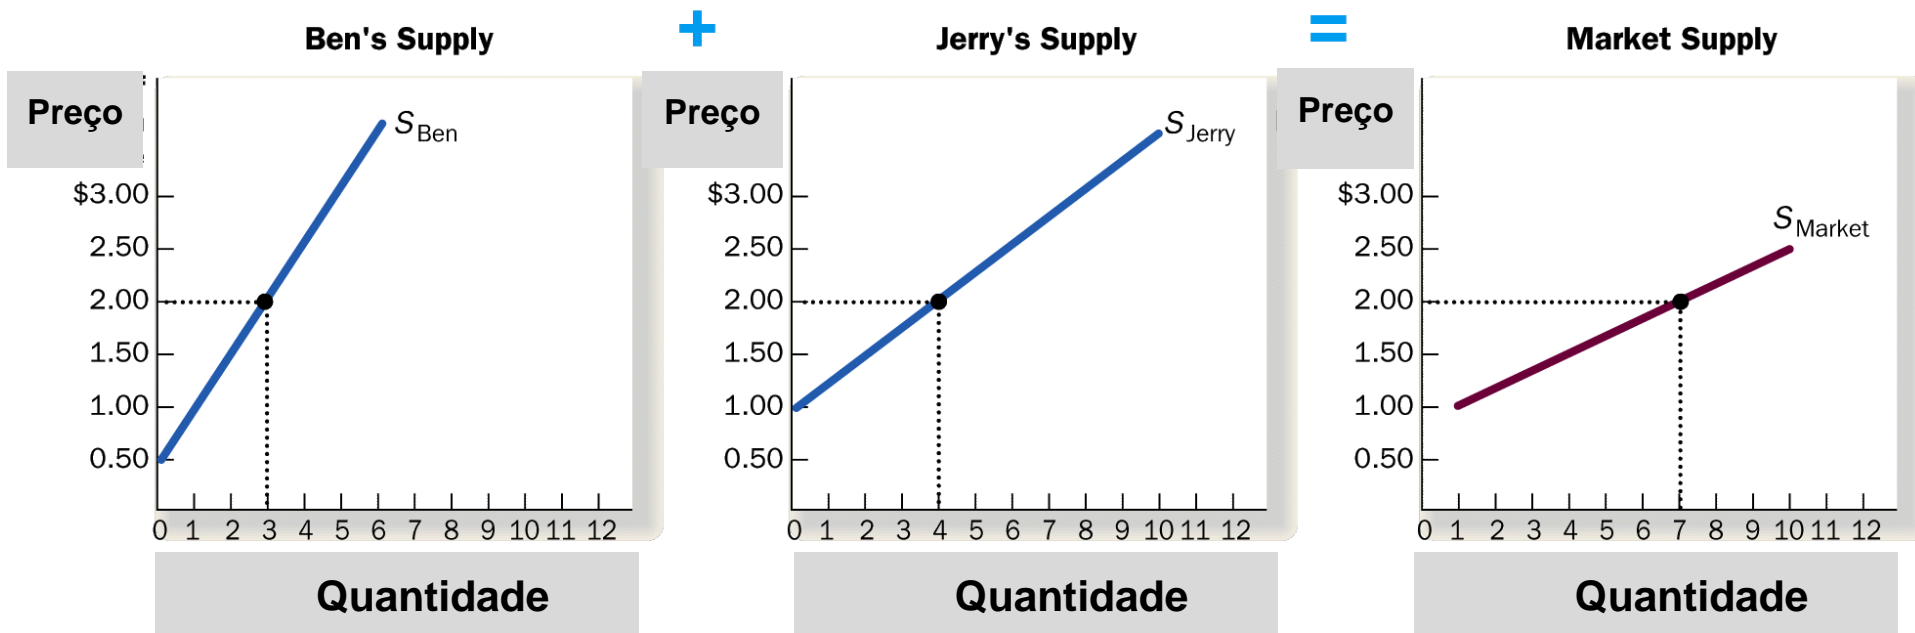 Ben's Supply
+
Jerry's Supply
=
Market Supply
Preço
S Ben
$3.00
2.50
2.00
1.50
1.00
0.50
0 1 2 3 4 5 6 7 8 9 10 11 12
Quantidade
Preço
S Jerry
$3.00
2.50
2.00
1.50
1.00
0.50
0 1 2 3 4 5 6 7 8 9 10 11 12
Quantidade
Preço
S Market
$3.00
2.50
2.00
1.50
1.00
0.50
0 1 2 3 4 5 6 7 8 9 10 11 12
Quantidade